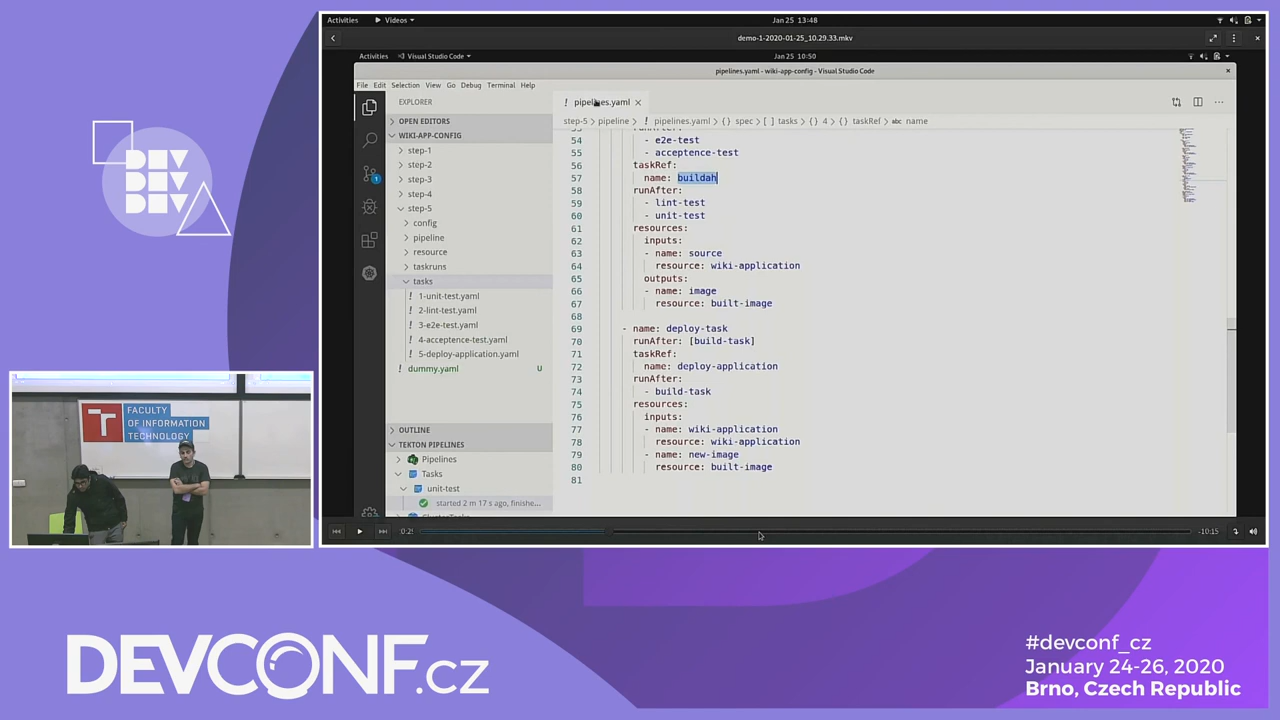 Activities
Videos
Jan 25 13:48
demo-1-2020-01-25_10.29.33.mkv
Activities
Visual Studio Code
Jan 25 10:50
pipelines.yaml - wiki-app-config - Visual Studio Code
File Edit Selection View Go Debug Terminal Help
EXPLORER
OPEN EDITORS
WIKI-APP-CONFIG
step-1
step-2
step-3
step-4
step-5
config
pipeline
resource
taskruns
tasks
! 1-unit-test.yaml
! 2-lint-test.yaml
! 3-e2e-test.yaml
! 4-acceptence-test.yaml
! 5-deploy-application.yaml
dummy.yaml U
OUTLINE
TEKTON PIPELINES
Pipelines
Tasks
unit-test
started 2 m 17 s ago, finishe...
1
! pipelines.yaml
step-5 > pipeline > ! pipelines.yaml > { } spec > [ ] tasks > { } 4 > { } taskRef > abc name
54 - e2e-test
55 - acceptence-test
56 taskRef:
57 name: buildah
58 runAfter:
59 - lint-test
60 - unit-test
61 resources:
62 inputs:
63 - name: source
64 resource: wiki-application
65 outputs:
66 - name: image
67 resource: built-image
68
69 - name: deploy-task
70 runAfter: [build-task]
71 taskRef:
72 name: deploy-application
73 runAfter:
74 - build-task
75 resources:
76 inputs:
77 - name: wiki-application
78 resource: wiki-application
79 - name: new-image
80 resource: built-image
81
-10:15
DEV
DEV
DEV
FACULTY
OF INFORMATION
TECHNOLOGY
DEVCONF.cz
#devconf_cz
January 24-26, 2020
Brno, Czech Republic